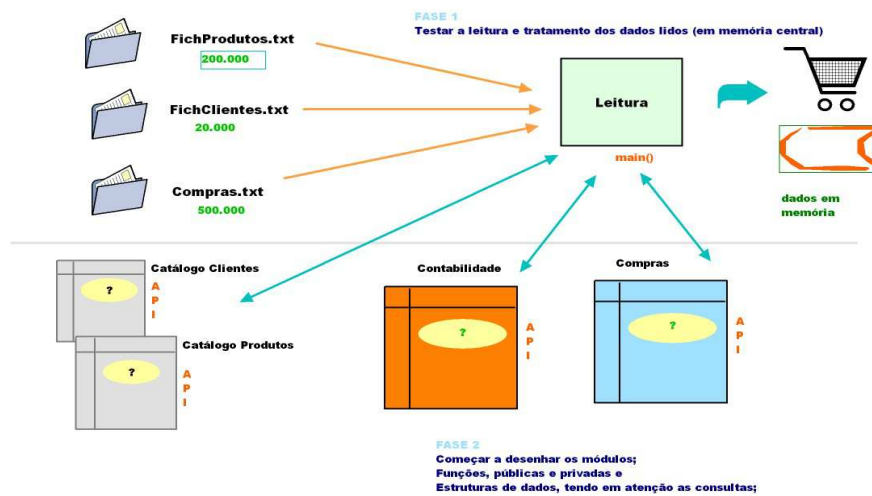 FASE 1
Testar a leitura e tratamento dos dados lidos (em memória central)
FichProdutos.txt
200.000
FichClientes.txt
20.000
Compras.txt
500.000
Leitura
main()
dados em
memória
Catálogo Clientes
?
A
P
I
Catálogo Produtos
?
A
P
I
Contabilidade
?
A
P
I
Compras
?
A
P
I
FASE 2
Começar a desenhar os módulos;
Funções, públicas e privadas e
Estruturas de dados, tendo em atenção as consultas;